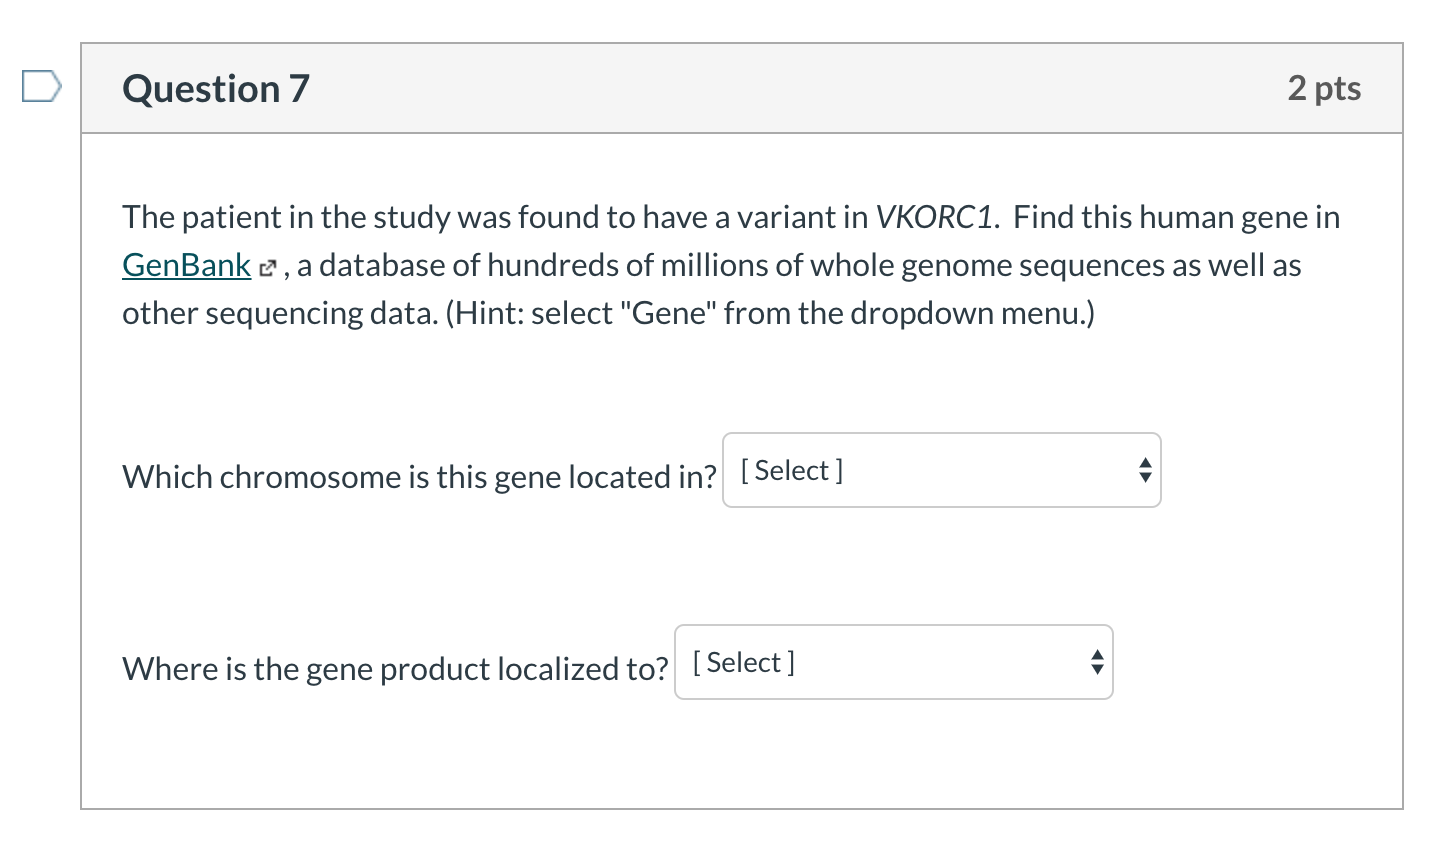 Question 7
2 pts
The patient in the study was found to have a variant in VKORC1. Find this human gene in
GenBank , a database of hundreds of millions of whole genome sequences as well as
other sequencing data. (Hint: select "Gene" from the dropdown menu.)
Which chromosome is this gene located in? [ Select ]
Where is the gene product localized to? [ Select ]